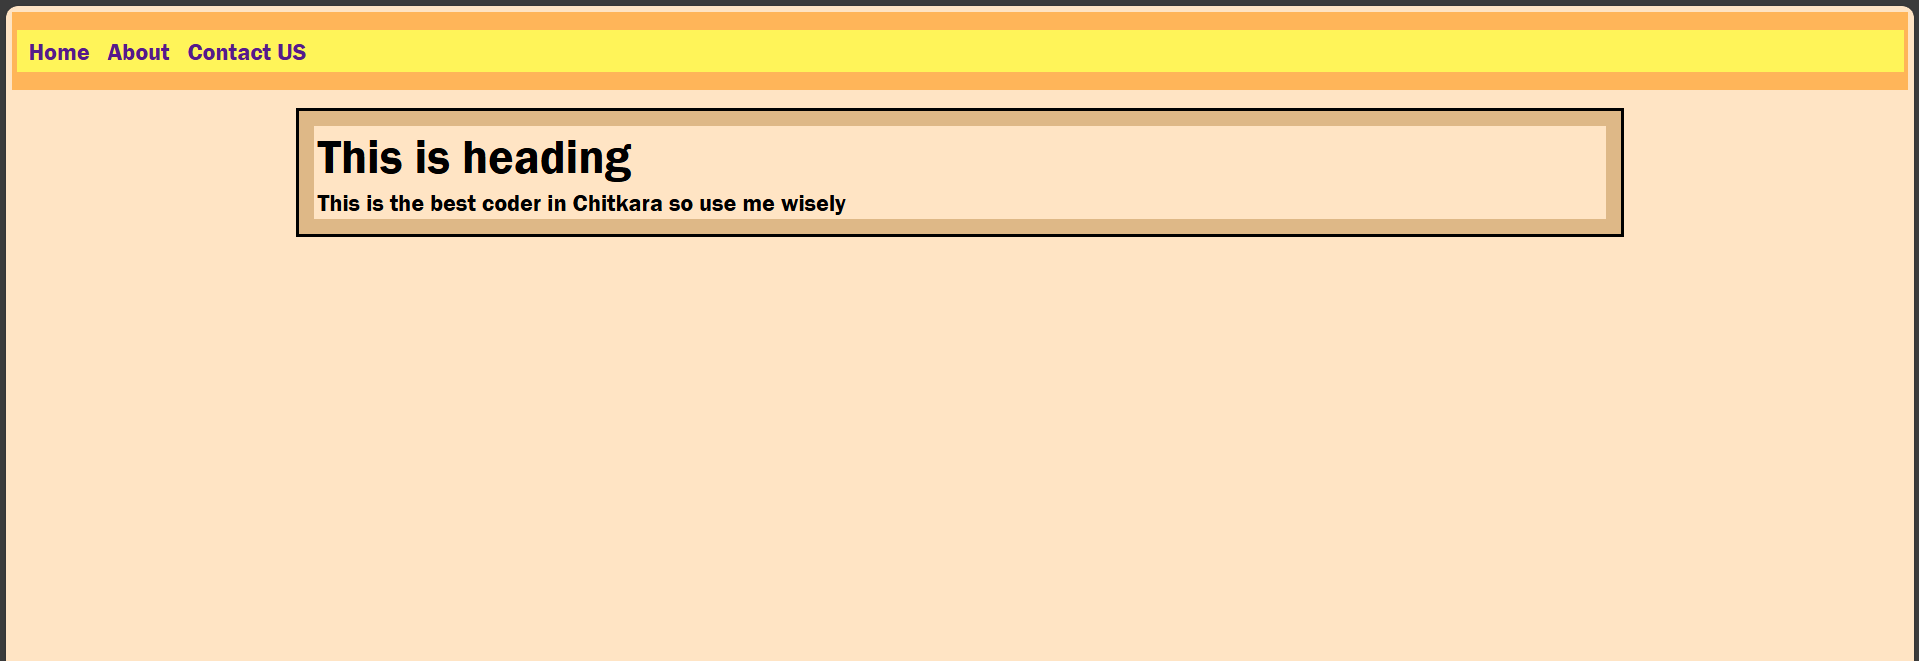 Home About Contact US
This is heading
This is the best coder in Chitkara so use me wisely